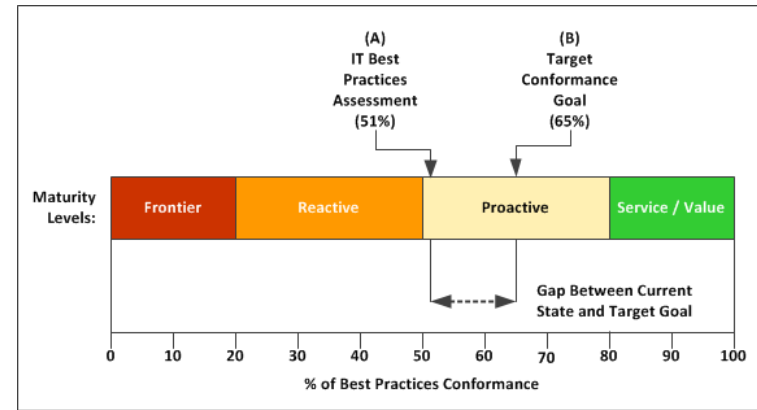 (A)
IT Best
Practices
Assessment
(51%)
(B)
Target
Conformance
Goal
(65%)
Maturity
Levels:
Frontier
Reactive
Proactive
Service / Value
Gap Between Current
State and Target Goal
0 10 20 30 40 50 60 70 80 90 100
% of Best Practices Conformance